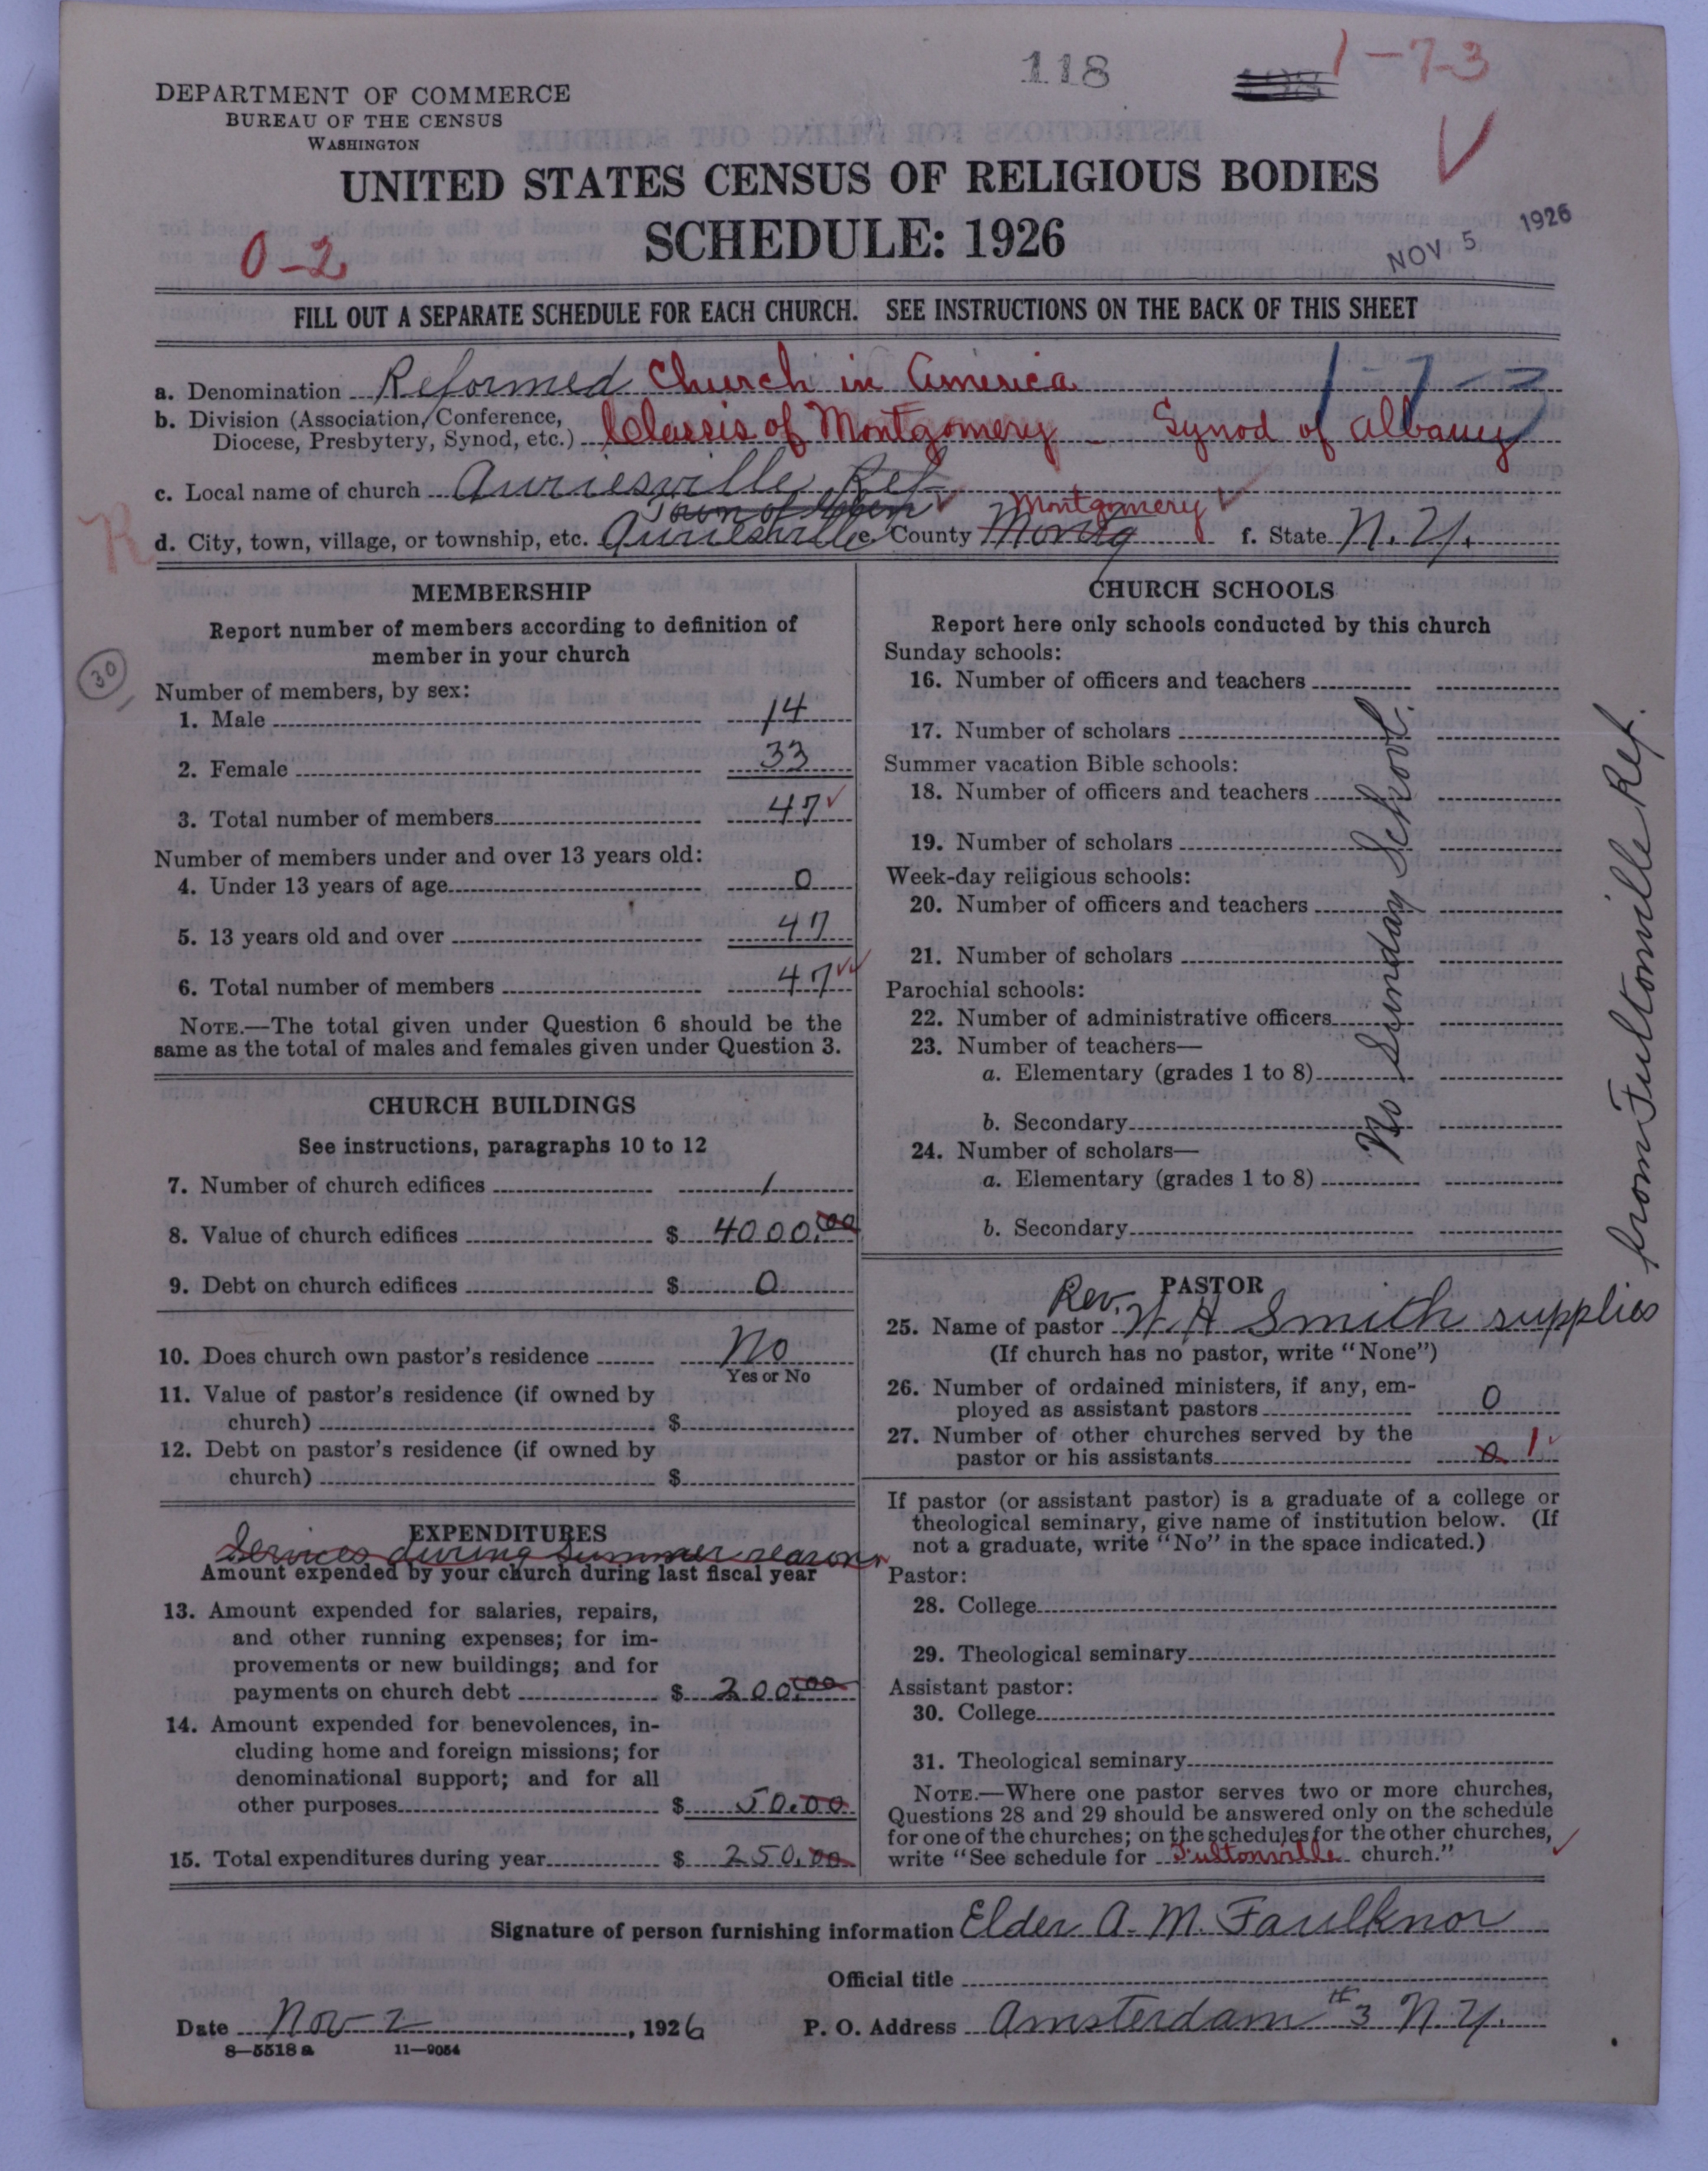 118
1-7-3
DEPARTMENT OF COMMERCE
BUREAU OF THE CENSUS
WASHINGTON
UNITED STATES CENSUS OF RELIGIOUS BODIES
SCHEDULE: 1926
NOV 5 1926
0-2
FILL OUT A SEPARATE SCHEDULE FOR EACH CHURCH. SEE INSTRUCTIONS ON THE BACK OF THIS SHEET
a. Denomination Reformed Church in America 1-7-3
b. Division (Association, Conference,
Diocese, Presbytery, Synod, etc.) Classis of Montgomery - Synod of Albany
c. Local name of church Auriesville Ref
Town of Glen Montgomery
R
d. City, town, village, or township, etc. Auriesville e. County Montg f. State N.Y.
MEMBERSHIP
Report number of members according to definition of
member in your church
30
Number of members, by sex:
1. Male 14
2. Female 33
3. Total number of members 47
Number of members under and over 13 years old:
4. Under 13 years of age 0
5. 13 years old and over 47
6. Total number of members 47
NOTE.—The total given under Question 6 should be the
same as the total of males and females given under Question 3.
CHURCH BUILDINGS
See instructions, paragraphs 10 to 12
7. Number of church edifices 1
8. Value of church edifices $ 4000.00
9. Debt on church edifices $ 0
10. Does church own pastor's residence No
Yes or No
11. Value of pastor's residence (if owned by
church) $
12. Debt on pastor's residence (if owned by
church) $
EXPENDITURES
Services during summer season
Amount expended by your church during last fiscal year
13. Amount expended for salaries, repairs,
and other running expenses; for im-
provements or new buildings; and for
payments on church debt $ 200.00
14. Amount expended for benevolences, in-
cluding home and foreign missions; for
denominational support; and for all
other purposes $ 50.00
15. Total expenditures during year $ 250.00
CHURCH SCHOOLS
Report here only schools conducted by this church
Sunday schools:
16. Number of officers and teachers
17. Number of scholars
Summer vacation Bible schools:
18. Number of officers and teachers
19. Number of scholars
Week-day religious schools:
20. Number of officers and teachers
21. Number of scholars
Parochial schools:
22. Number of administrative officers
23. Number of teachers—
a. Elementary (grades 1 to 8)
b. Secondary
24. Number of scholars—
a. Elementary (grades 1 to 8)
b. Secondary
No Sunday School.
PASTOR
25. Name of pastor Rev. W. H Smith supplies
from Fultonville Ref.
(If church has no pastor, write "None")
26. Number of ordained ministers, if any, em-
ployed as assistant pastors 0
27. Number of other churches served by the
pastor or his assistants 0 1
If pastor (or assistant pastor) is a graduate of a college or
theological seminary, give name of institution below. (If
not a graduate, write "No" in the space indicated.)
Pastor:
28. College
29. Theological seminary
Assistant pastor:
30. College
31. Theological seminary
NOTE.—Where one pastor serves two or more churches,
Questions 28 and 29 should be answered only on the schedule
for one of the churches; on the schedules for the other churches,
write "See schedule for Fultonville church."
Signature of person furnishing information Elder A. M. Faulknor
Official title
Date Nov 2, 1926 P. O. Address Amsterdam #3 N.Y.
8-5518 a 11-9054